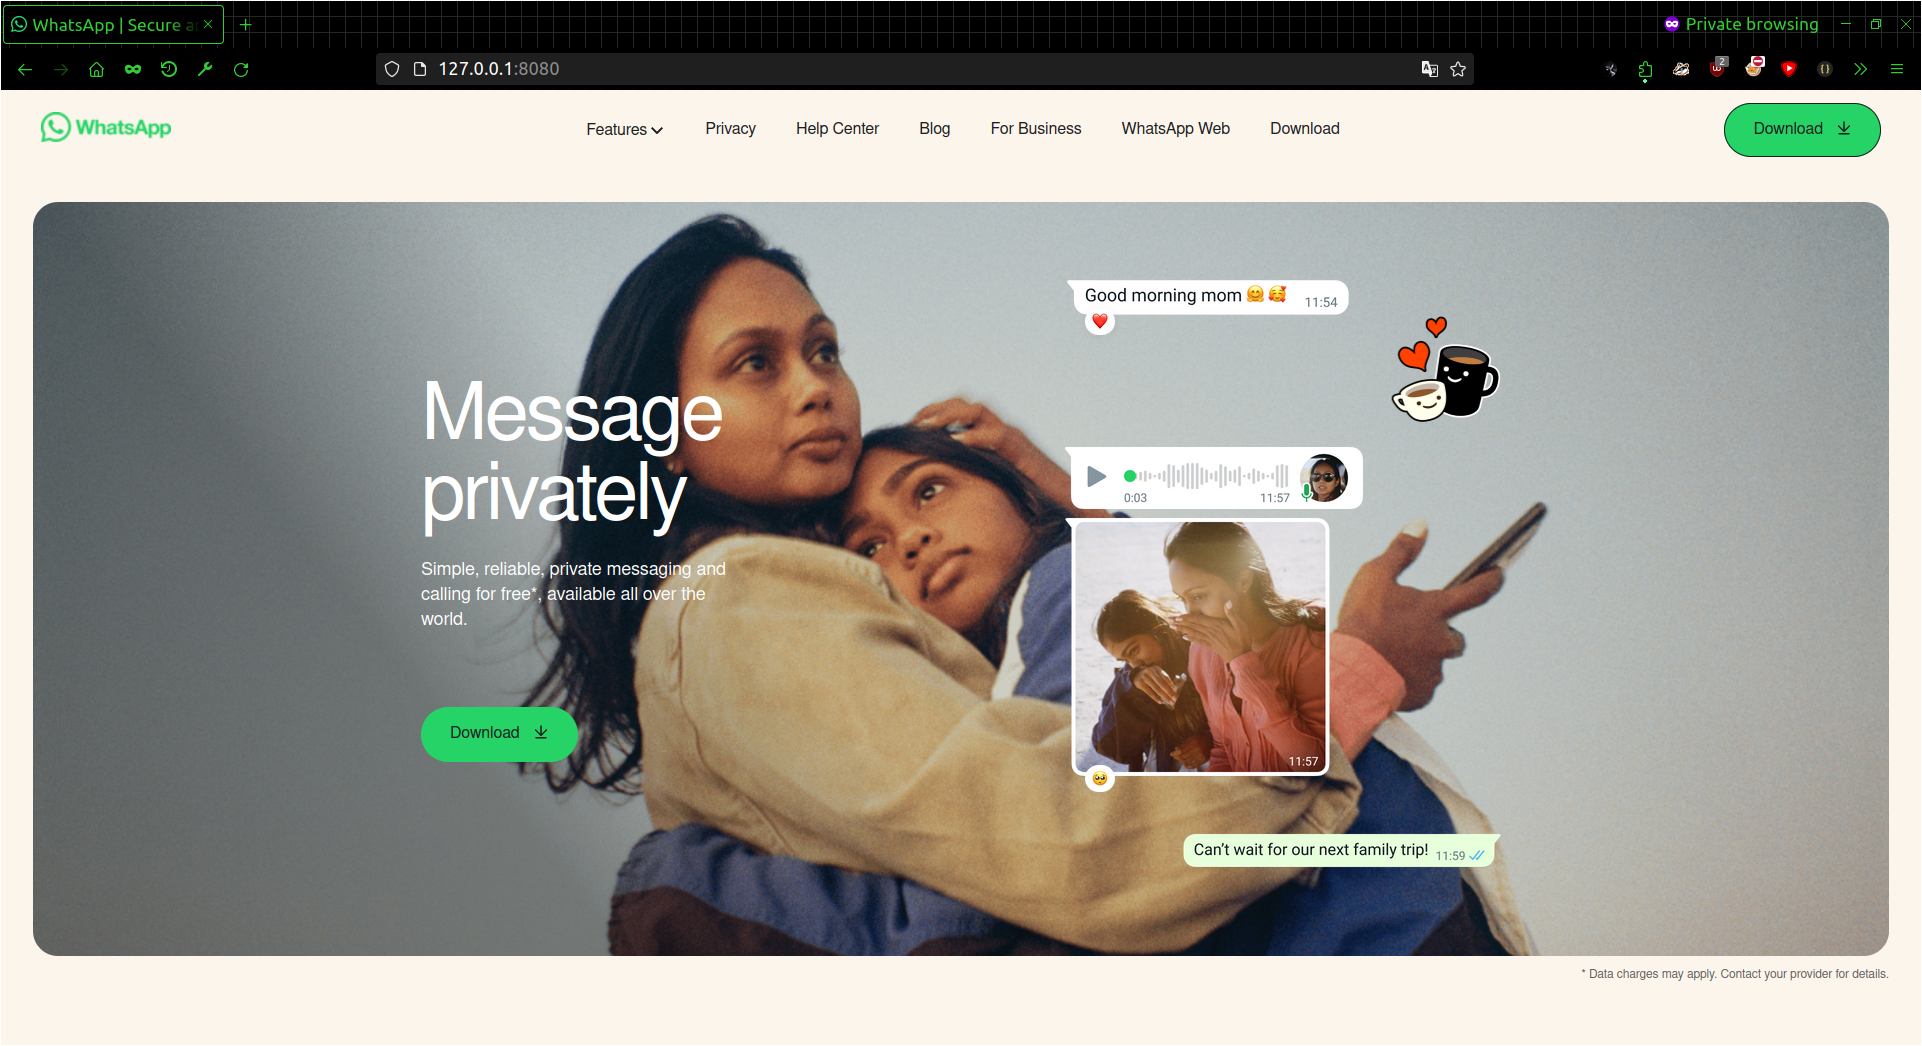 WhatsApp | Secure a
Private browsing
127.0.0.1:8080
2
WhatsApp
Features
Privacy
Help Center
Blog
For Business
WhatsApp Web
Download
Download
Good morning mom 🤗 🥰 11:54
Message
privately
0:03 11:57
Simple, reliable, private messaging and
calling for free*, available all over the
world.
Download
11:57
Can't wait for our next family trip! 11:59
* Data charges may apply. Contact your provider for details.